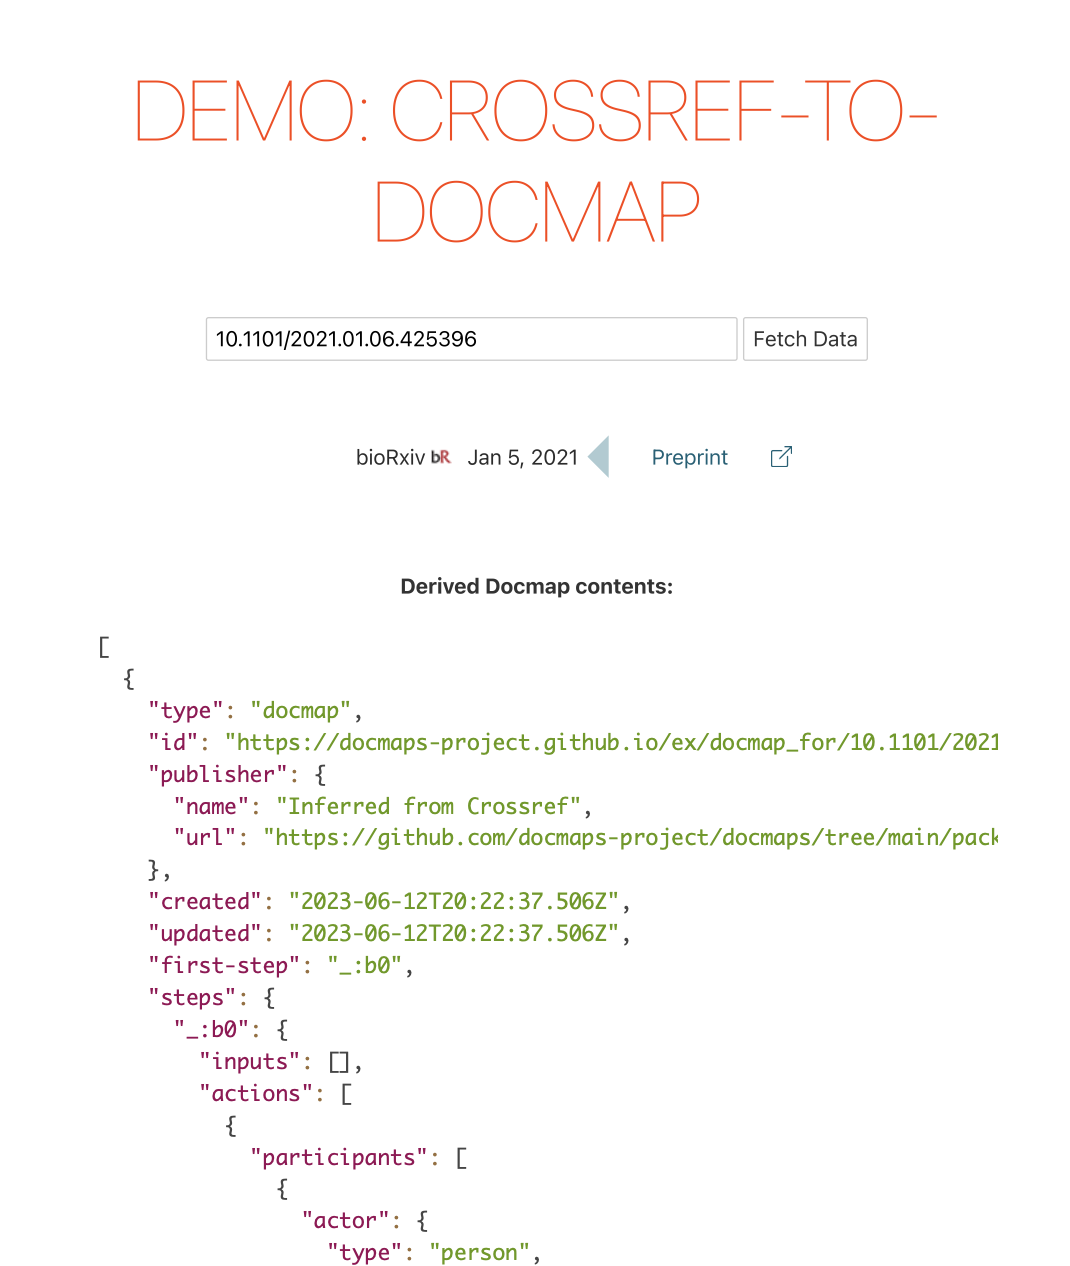 DEMO: CROSSREF-TO-
DOCMAP
10.1101/2021.01.06.425396 Fetch Data
bioRxiv bR Jan 5, 2021 Preprint
Derived Docmap contents:
[
  {
    "type": "docmap",
    "id": "https://docmaps-project.github.io/ex/docmap_for/10.1101/2021
    "publisher": {
      "name": "Inferred from Crossref",
      "url": "https://github.com/docmaps-project/docmaps/tree/main/pack
    },
    "created": "2023-06-12T20:22:37.506Z",
    "updated": "2023-06-12T20:22:37.506Z",
    "first-step": "_:b0",
    "steps": {
      "_:b0": {
        "inputs": [],
        "actions": [
          {
            "participants": [
              {
                "actor": {
                  "type": "person",